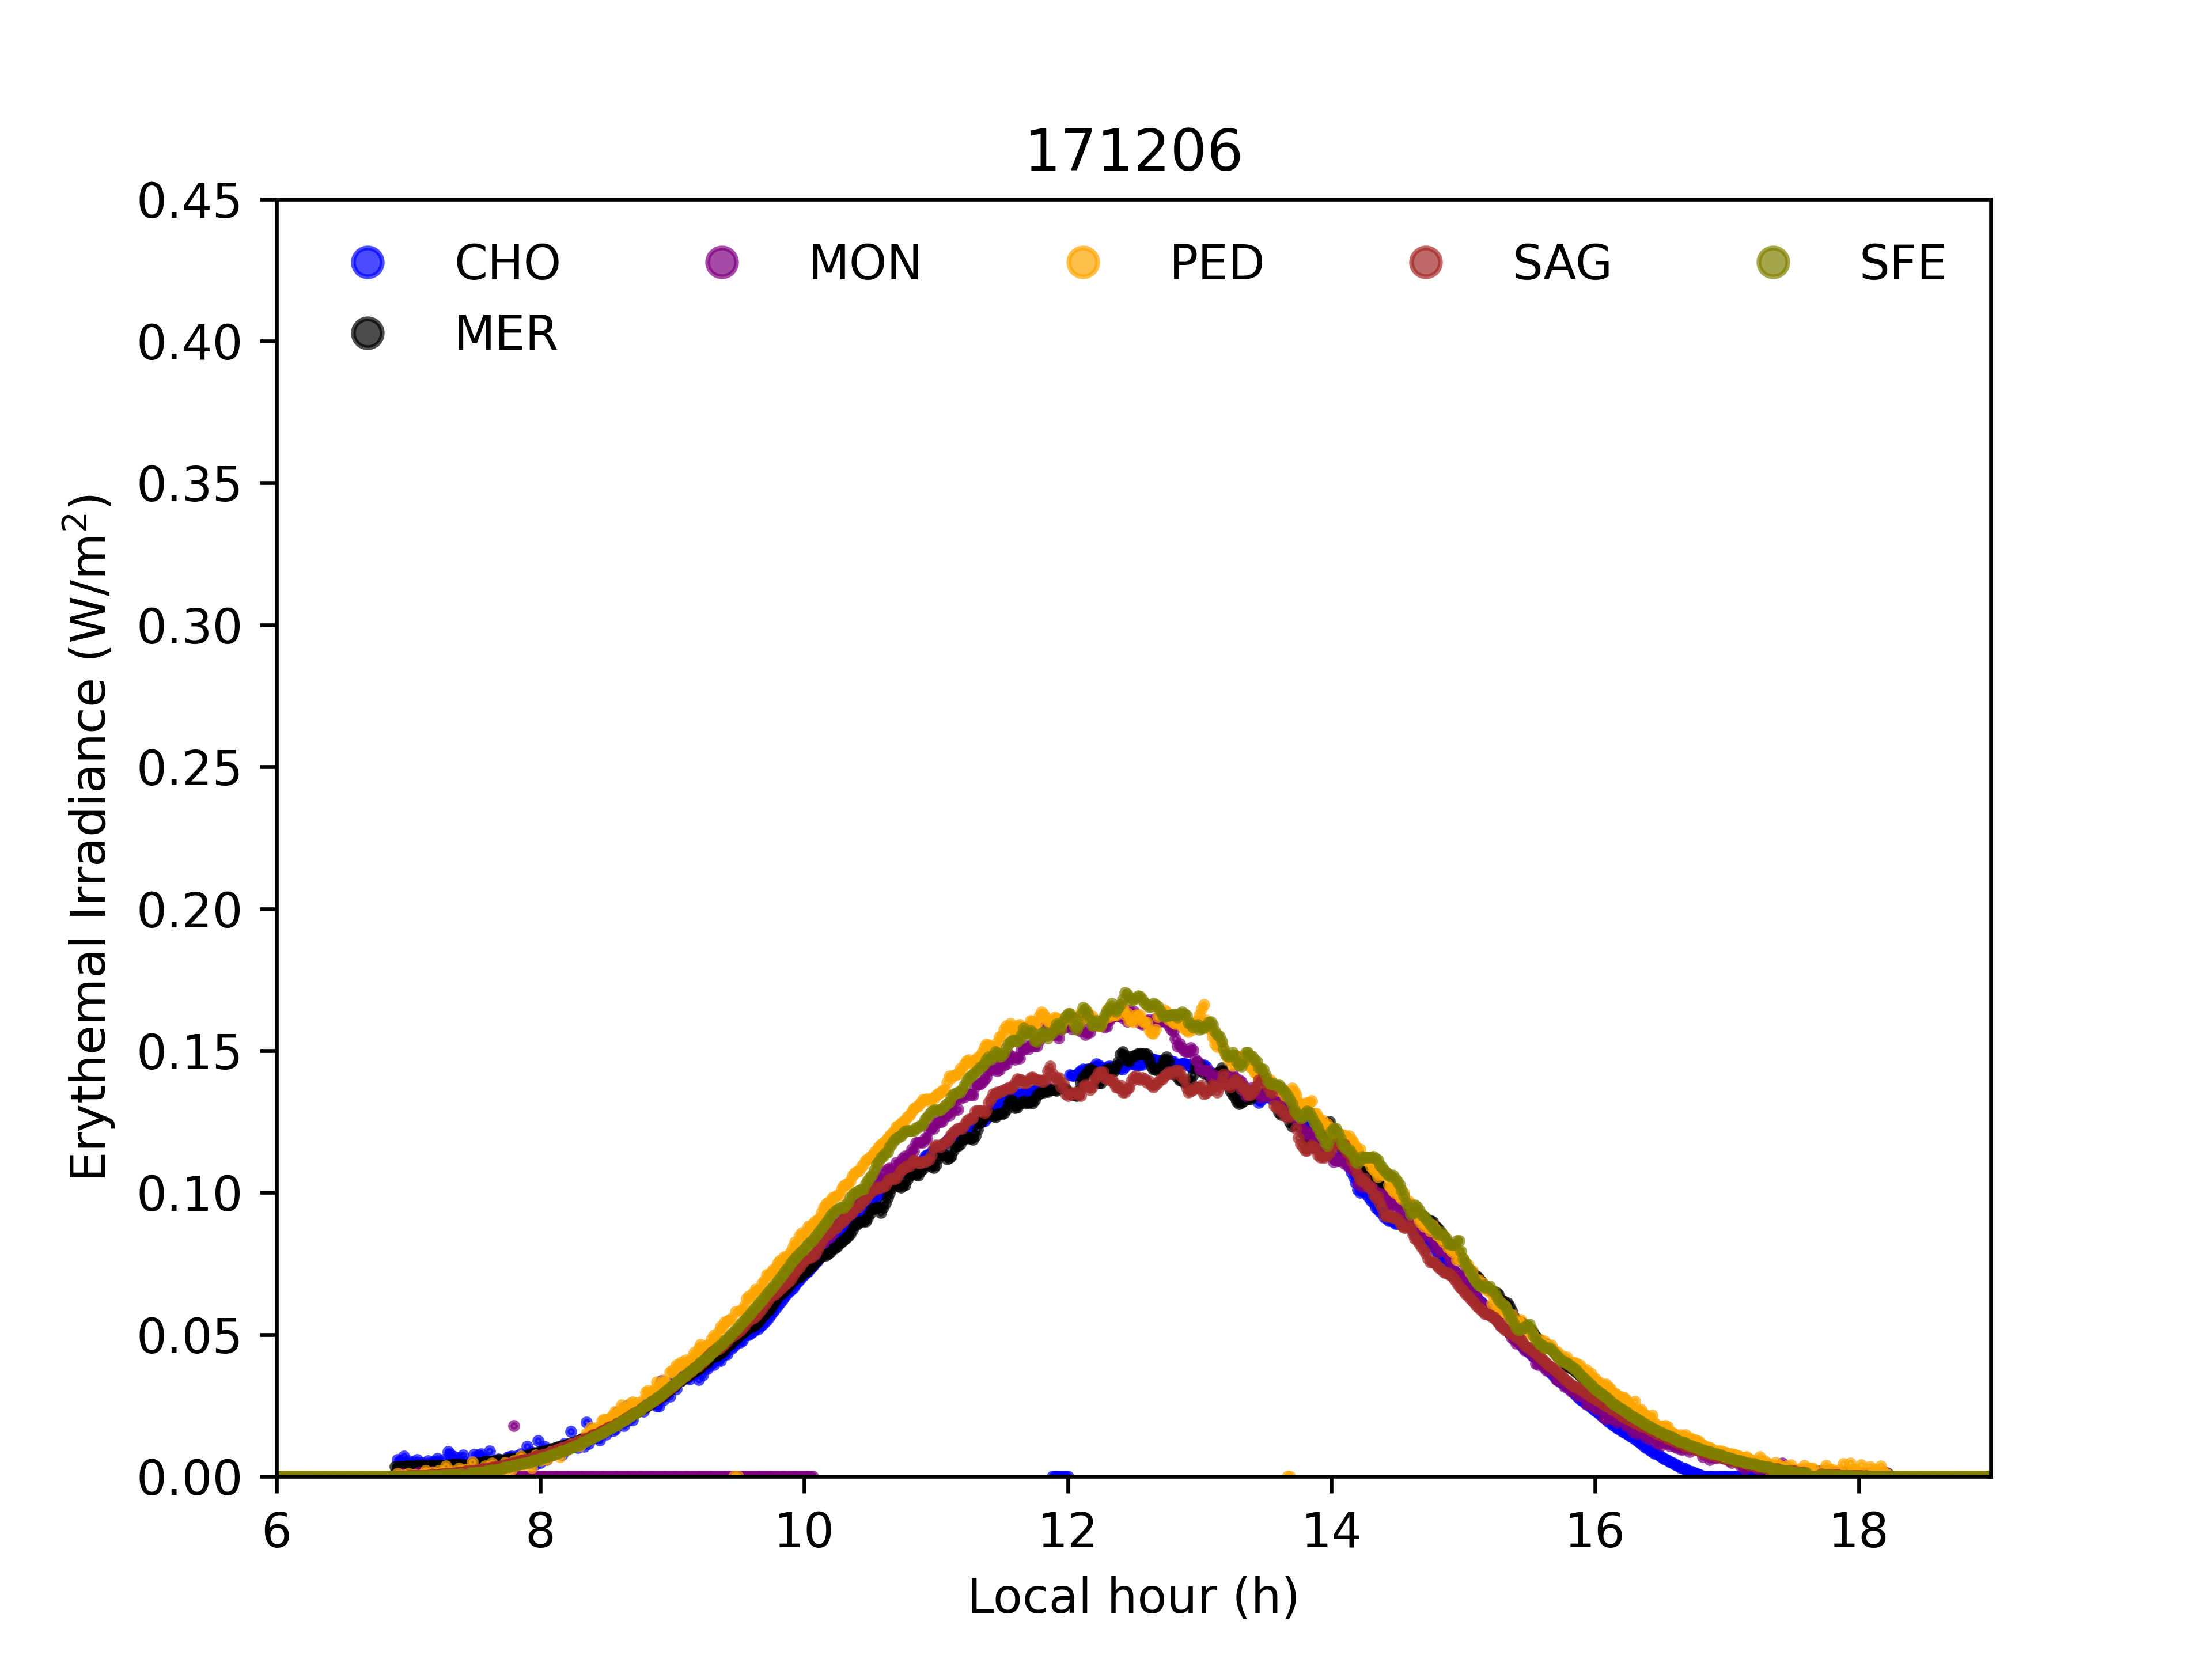 171206
CHO MON PED SAG SFE
MER
Erythemal Irradiance (W/m²)
0.45
0.40
0.35
0.30
0.25
0.20
0.15
0.10
0.05
0.00
6 8 10 12 14 16 18
Local hour (h)